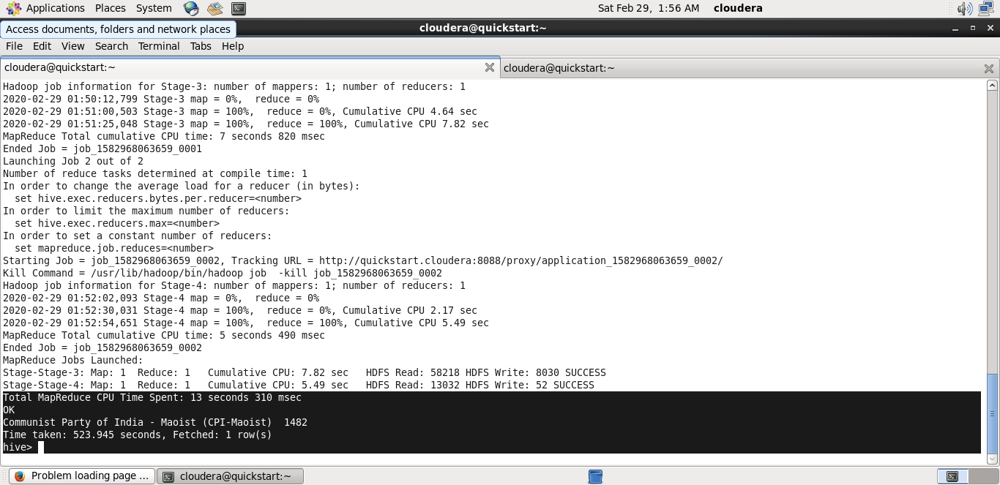 Applications Places System Sat Feb 29, 1:56 AM cloudera
Access documents, folders and network places
cloudera@quickstart:~
File Edit View Search Terminal Tabs Help
cloudera@quickstart:~ cloudera@quickstart:~
Hadoop job information for Stage-3: number of mappers: 1; number of reducers: 1
2020-02-29 01:50:12,799 Stage-3 map = 0%,  reduce = 0%
2020-02-29 01:51:00,503 Stage-3 map = 100%,  reduce = 0%, Cumulative CPU 4.64 sec
2020-02-29 01:51:25,048 Stage-3 map = 100%,  reduce = 100%, Cumulative CPU 7.82 sec
MapReduce Total cumulative CPU time: 7 seconds 820 msec
Ended Job = job_1582968063659_0001
Launching Job 2 out of 2
Number of reduce tasks determined at compile time: 1
In order to change the average load for a reducer (in bytes):
  set hive.exec.reducers.bytes.per.reducer=<number>
In order to limit the maximum number of reducers:
  set hive.exec.reducers.max=<number>
In order to set a constant number of reducers:
  set mapreduce.job.reduces=<number>
Starting Job = job_1582968063659_0002, Tracking URL = http://quickstart.cloudera:8088/proxy/application_1582968063659_0002/
Kill Command = /usr/lib/hadoop/bin/hadoop job  -kill job_1582968063659_0002
Hadoop job information for Stage-4: number of mappers: 1; number of reducers: 1
2020-02-29 01:52:02,093 Stage-4 map = 0%,  reduce = 0%
2020-02-29 01:52:30,031 Stage-4 map = 100%,  reduce = 0%, Cumulative CPU 2.17 sec
2020-02-29 01:52:54,651 Stage-4 map = 100%,  reduce = 100%, Cumulative CPU 5.49 sec
MapReduce Total cumulative CPU time: 5 seconds 490 msec
Ended Job = job_1582968063659_0002
MapReduce Jobs Launched:
Stage-Stage-3: Map: 1  Reduce: 1   Cumulative CPU: 7.82 sec   HDFS Read: 58218 HDFS Write: 8030 SUCCESS
Stage-Stage-4: Map: 1  Reduce: 1   Cumulative CPU: 5.49 sec   HDFS Read: 13032 HDFS Write: 52 SUCCESS
Total MapReduce CPU Time Spent: 13 seconds 310 msec
OK
Communist Party of India - Maoist (CPI-Maoist)  1482
Time taken: 523.945 seconds, Fetched: 1 row(s)
hive>
Problem loading page ... cloudera@quickstart:~